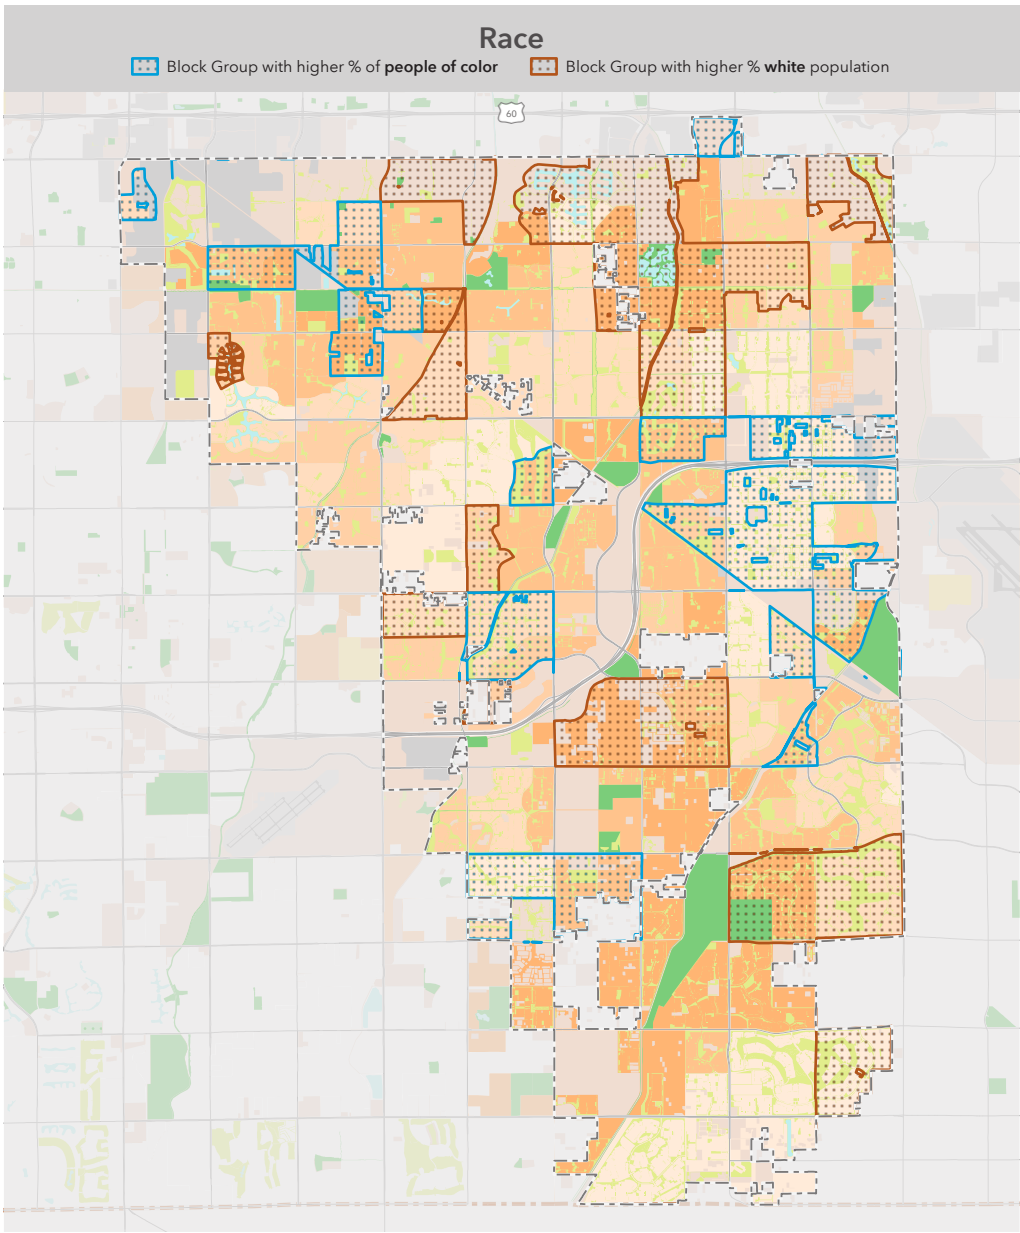 Race
Block Group with higher % of people of color
Block Group with higher % white population
60